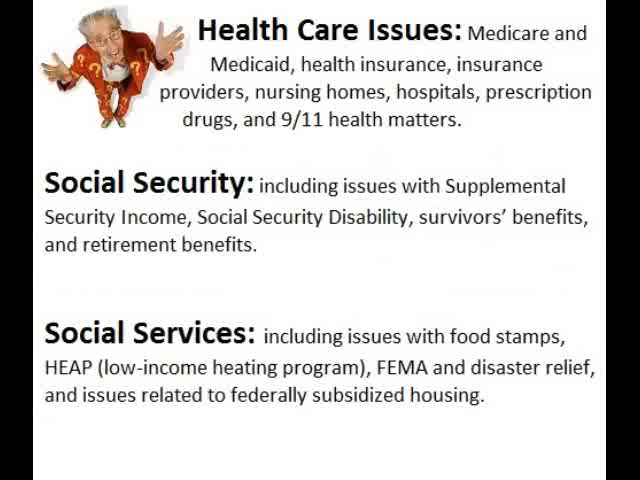 Health Care Issues: Medicare and
Medicaid, health insurance, insurance
providers, nursing homes, hospitals, prescription
drugs, and 9/11 health matters.
Social Security: including issues with Supplemental
Security Income, Social Security Disability, survivors’ benefits,
and retirement benefits.
Social Services: including issues with food stamps,
HEAP (low-income heating program), FEMA and disaster relief,
and issues related to federally subsidized housing.